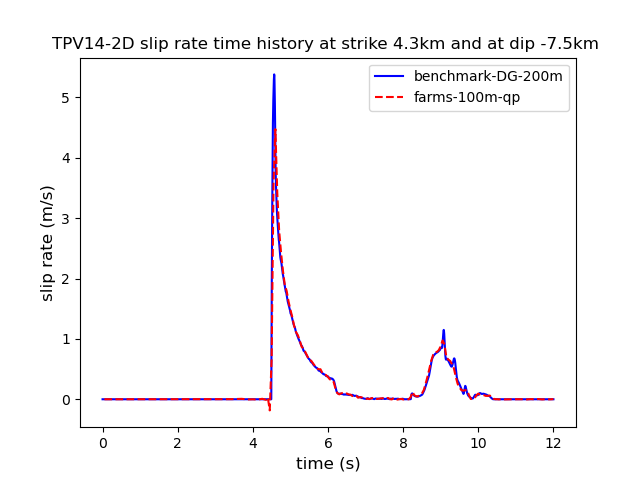 TPV14-2D slip rate time history at strike 4.3km and at dip -7.5km
benchmark-DG-200m
farms-100m-qp
5
4
3
2
1
0
slip rate (m/s)
0 2 4 6 8 10 12
time (s)